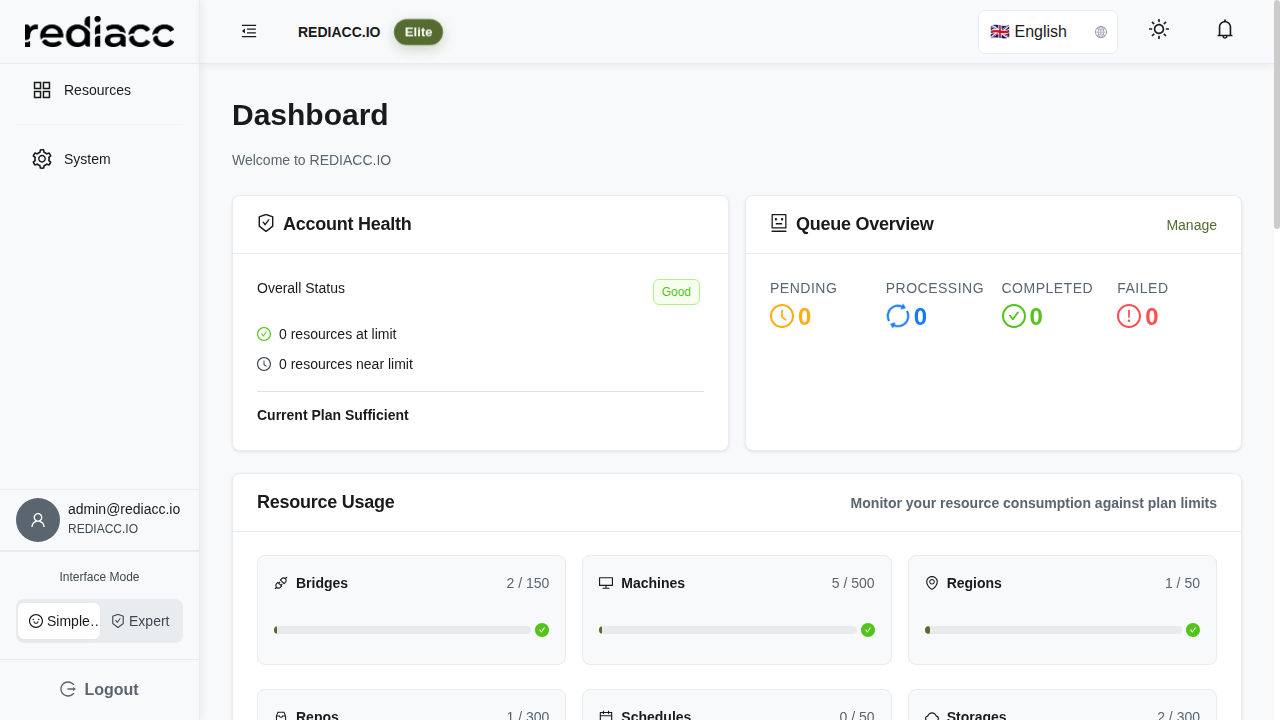 rediacc
REDIACC.IO
Elite
🇬🇧 English
Resources
System
Dashboard
Welcome to REDIACC.IO
Account Health
Overall Status
Good
0 resources at limit
0 resources near limit
Current Plan Sufficient
Queue Overview
Manage
PENDING
0
PROCESSING
0
COMPLETED
0
FAILED
0
Resource Usage
Monitor your resource consumption against plan limits
Bridges
2 / 150
Machines
5 / 500
Regions
1 / 50
Repos
1 / 300
Schedules
0 / 50
Storages
2 / 300
admin@rediacc.io
REDIACC.IO
Interface Mode
Simple…
Expert
Logout